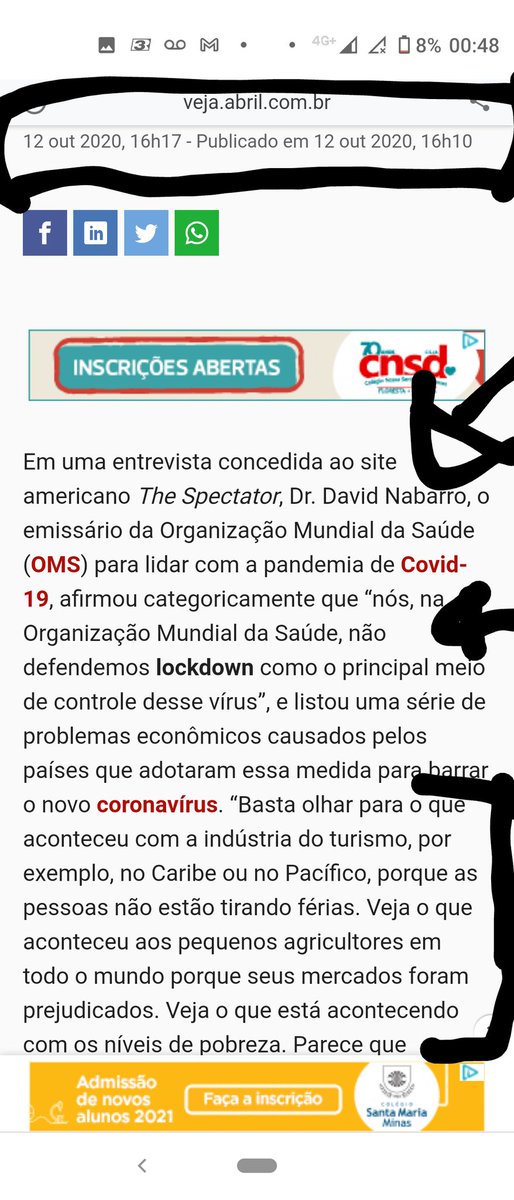 4G+ 8% 00:48
veja.abril.com.br
12 out 2020, 16h17 - Publicado em 12 out 2020, 16h10
INSCRIÇÕES ABERTAS
70
cnsd
FLORESTA
Em uma entrevista concedida ao site
americano The Spectator, Dr. David Nabarro, o
emissário da Organização Mundial da Saúde
(OMS) para lidar com a pandemia de Covid-
19, afirmou categoricamente que “nós, na
Organização Mundial da Saúde, não
defendemos lockdown como o principal meio
de controle desse vírus”, e listou uma série de
problemas econômicos causados pelos
países que adotaram essa medida para barrar
o novo coronavírus. “Basta olhar para o que
aconteceu com a indústria do turismo, por
exemplo, no Caribe ou no Pacífico, porque as
pessoas não estão tirando férias. Veja o que
aconteceu aos pequenos agricultores em
todo o mundo porque seus mercados foram
prejudicados. Veja o que está acontecendo
com os níveis de pobreza. Parece que
Admissão
de novos
alunos 2021
Faça a inscrição
COLÉGIO
Santa Maria
Minas